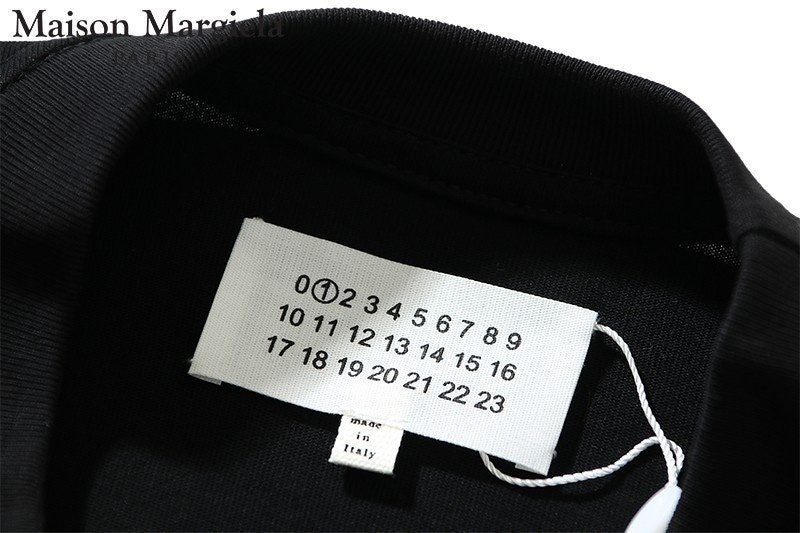 Maison Margiela
PARIS
0 1 2 3 4 5 6 7 8 9
10 11 12 13 14 15 16
17 18 19 20 21 22 23
made
in
Italy